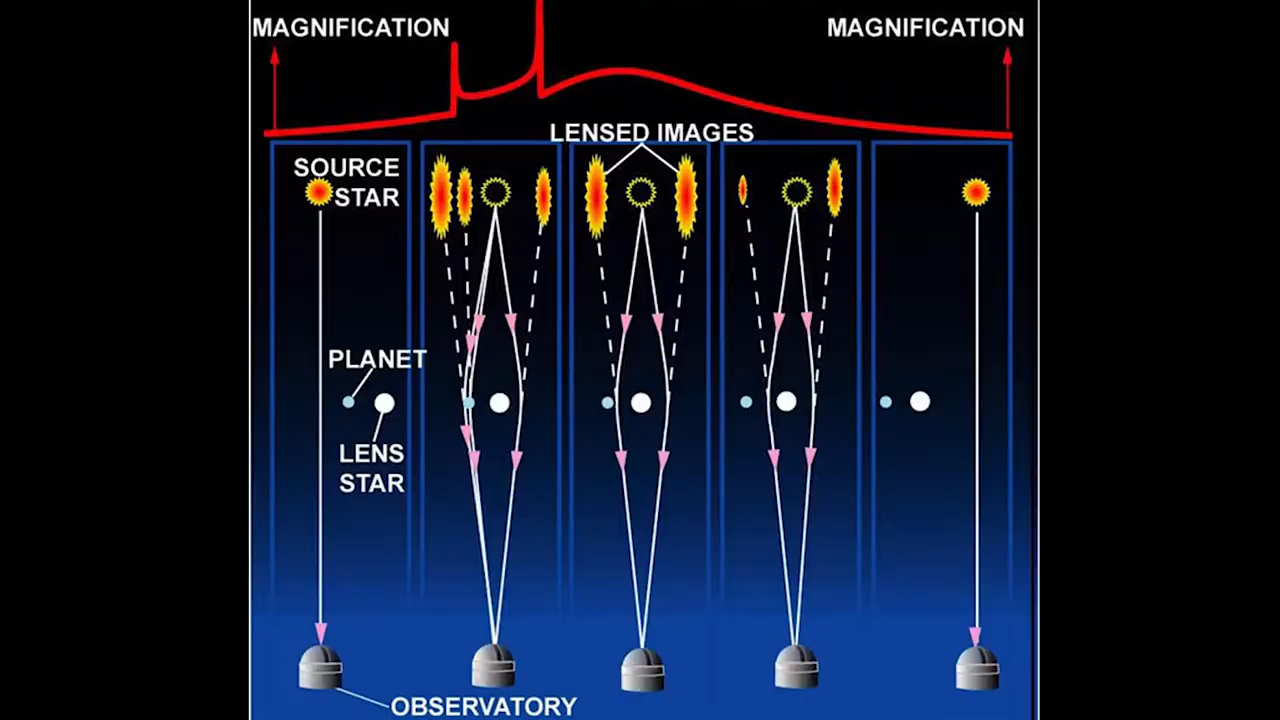 MAGNIFICATION
MAGNIFICATION
LENSED IMAGES
SOURCE
STAR
PLANET
LENS
STAR
OBSERVATORY